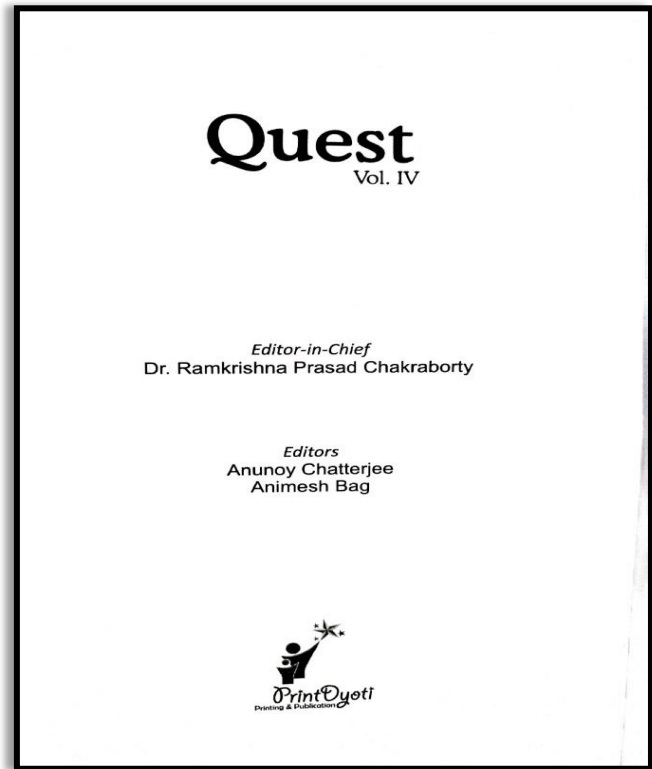 Quest
Vol. IV
Editor-in-Chief
Dr. Ramkrishna Prasad Chakraborty
Editors
Anunoy Chatterjee
Animesh Bag
PrintDyoti
Printing & Publication